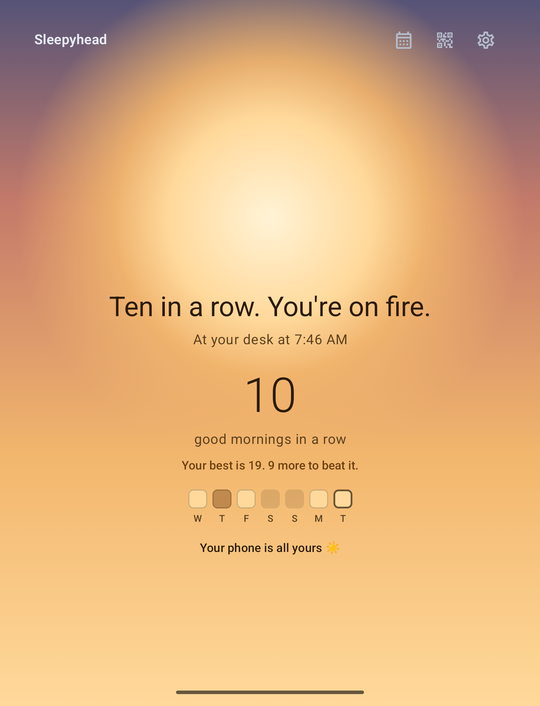 Sleepyhead
Ten in a row. You're on fire.
At your desk at 7:46 AM
10
good mornings in a row
Your best is 19. 9 more to beat it.
W T F S S M T
Your phone is all yours ☀️